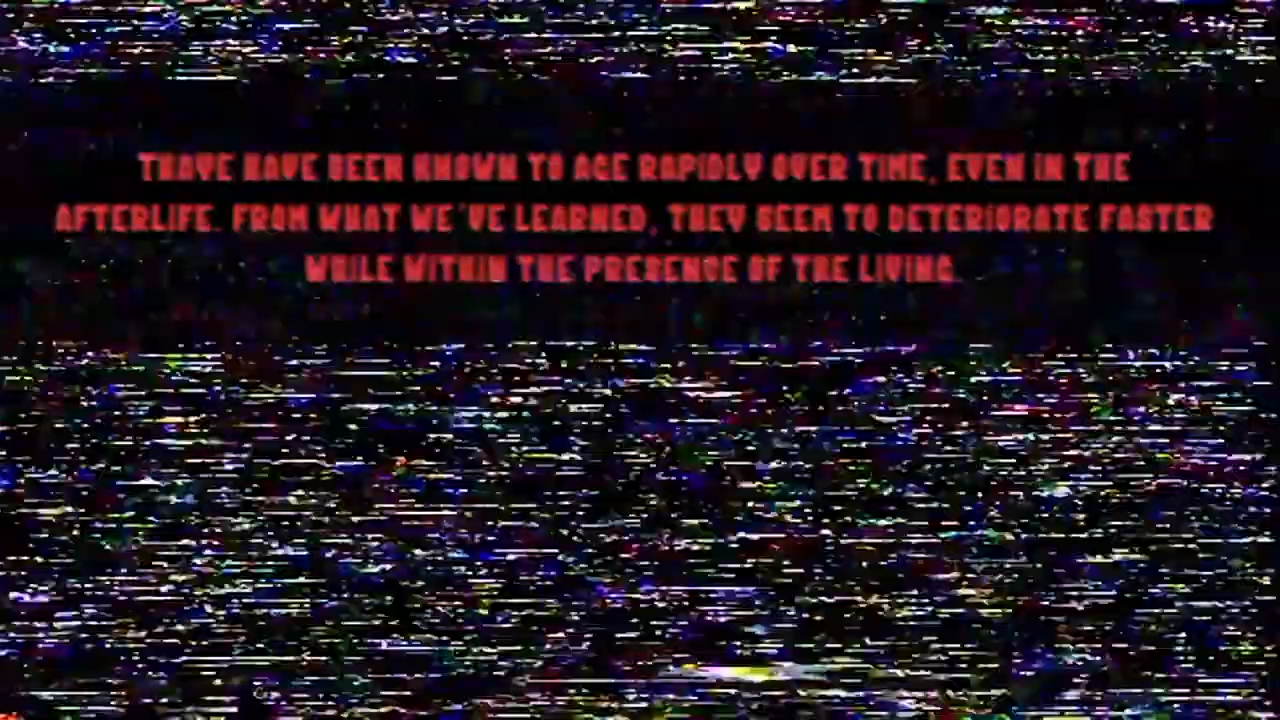 THAYE HAVE BEEN KNOWN TO AGE RAPIDLY OVER TIME, EVEN IN THE
AFTERLIFE. FROM WHAT WE'VE LEARNED, THEY SEEM TO DETERIORATE FASTER
WHILE WITHIN THE PRESENCE OF THE LIVING.